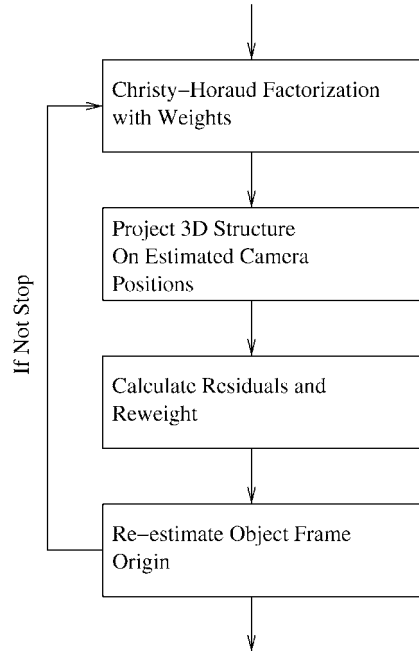 Christy–Horaud Factorization
with Weights
Project 3D Structure
On Estimated Camera
Positions
If Not Stop
Calculate Residuals and
Reweight
Re–estimate Object Frame
Origin